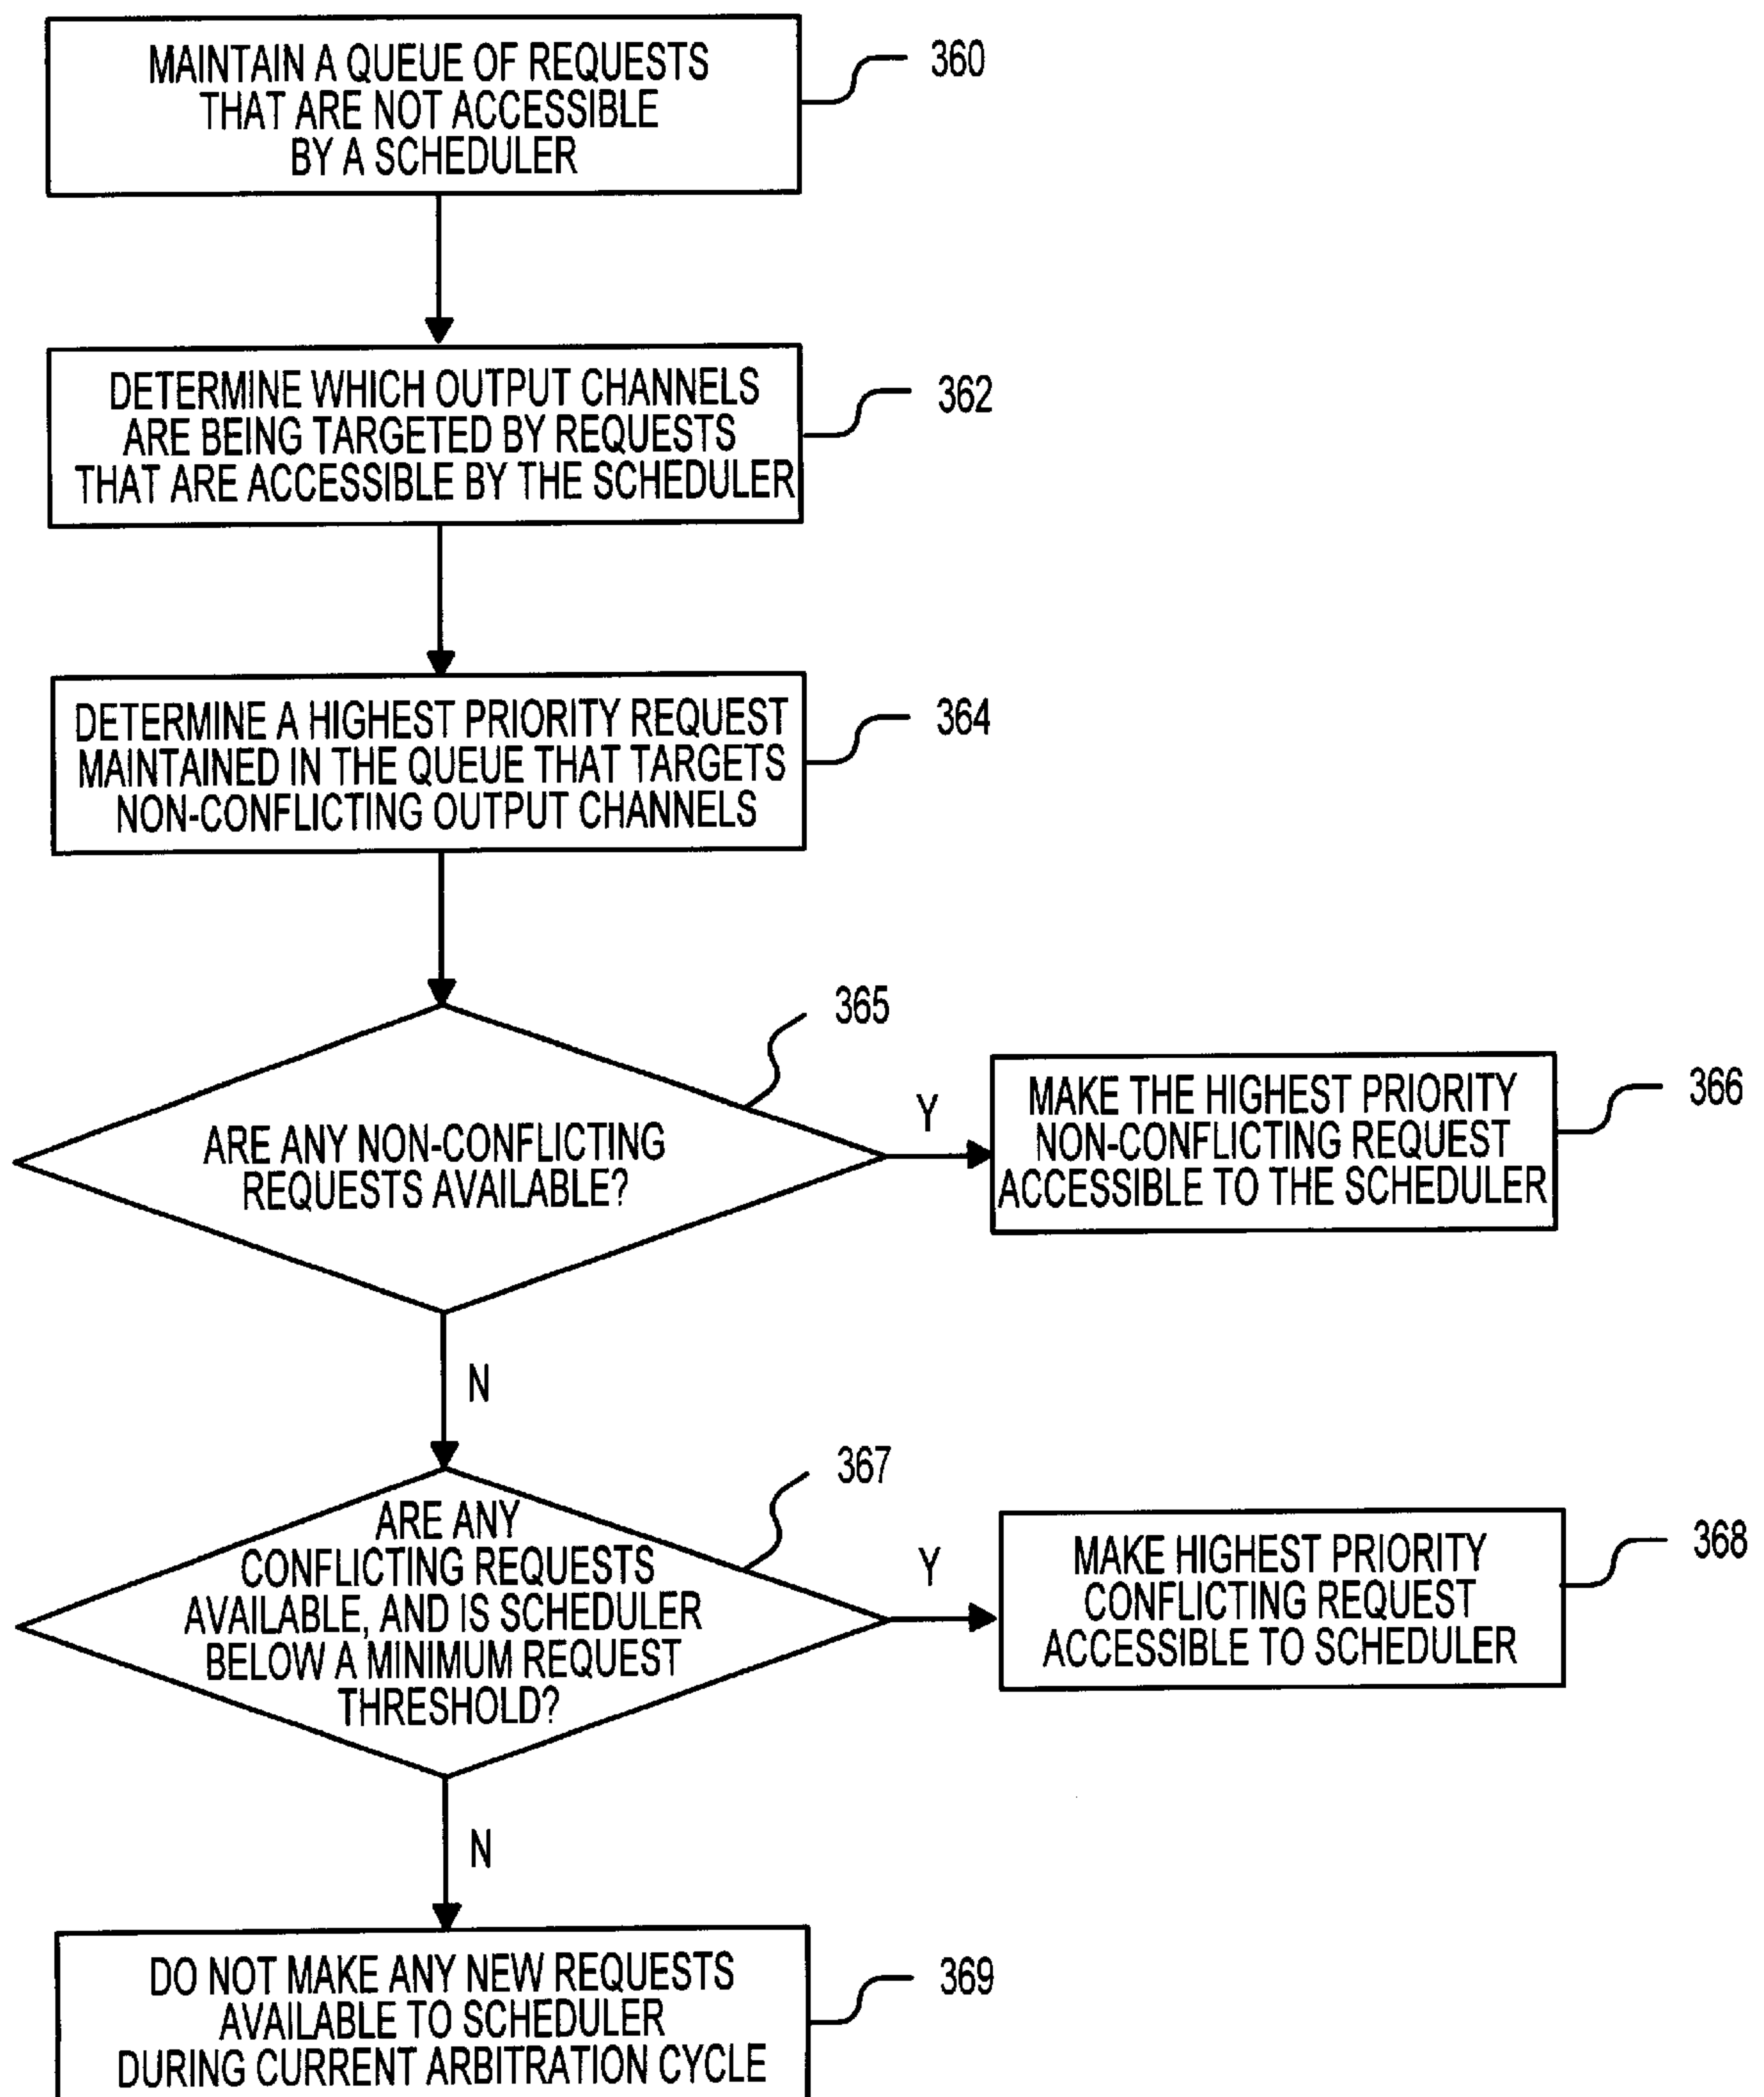 MAINTAIN A QUEUE OF REQUESTS
THAT ARE NOT ACCESSIBLE
BY A SCHEDULER
360
DETERMINE WHICH OUTPUT CHANNELS
ARE BEING TARGETED BY REQUESTS
THAT ARE ACCESSIBLE BY THE SCHEDULER
362
DETERMINE A HIGHEST PRIORITY REQUEST
MAINTAINED IN THE QUEUE THAT TARGETS
NON-CONFLICTING OUTPUT CHANNELS
364
365
ARE ANY NON-CONFLICTING
REQUESTS AVAILABLE?
Y
MAKE THE HIGHEST PRIORITY
NON-CONFLICTING REQUEST
ACCESSIBLE TO THE SCHEDULER
366
N
367
ARE ANY
CONFLICTING REQUESTS
AVAILABLE, AND IS SCHEDULER
BELOW A MINIMUM REQUEST
THRESHOLD?
Y
MAKE HIGHEST PRIORITY
CONFLICTING REQUEST
ACCESSIBLE TO SCHEDULER
368
N
DO NOT MAKE ANY NEW REQUESTS
AVAILABLE TO SCHEDULER
DURING CURRENT ARBITRATION CYCLE
369